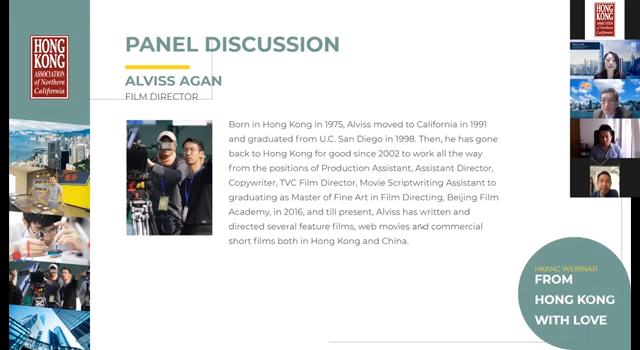 HONG
KONG
ASSOCIATION
of Northern
California
PANEL DISCUSSION
ALVISS AGAN
FILM DIRECTOR
Born in Hong Kong in 1975, Alviss moved to California in 1991
and graduated from U.C. San Diego in 1998. Then, he has gone
back to Hong Kong for good since 2002 to work all the way
from the positions of Production Assistant, Assistant Director,
Copywriter, TVC Film Director, Movie Scriptwriting Assistant to
graduating as Master of Fine Art in Film Directing, Beijing Film
Academy, in 2016, and till present, Alviss has written and
directed several feature films, web movies and commercial
short films both in Hong Kong and China.
HONG
KONG
HKANC WEBINAR
FROM
HONG KONG
WITH LOVE